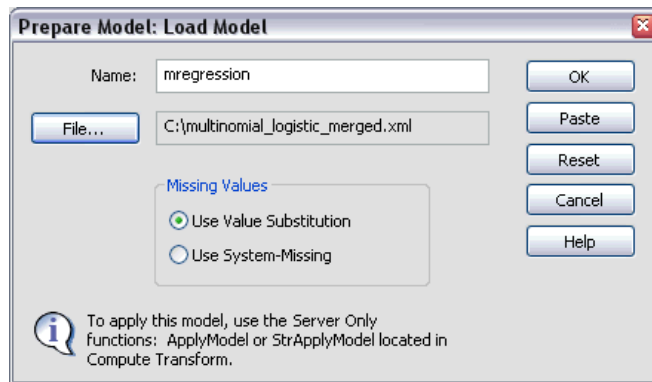 Prepare Model: Load Model
Name: mregression
File... C:\multinomial_logistic_merged.xml
Missing Values
Use Value Substitution
Use System-Missing
OK
Paste
Reset
Cancel
Help
To apply this model, use the Server Only
functions: ApplyModel or StrApplyModel located in
Compute Transform.